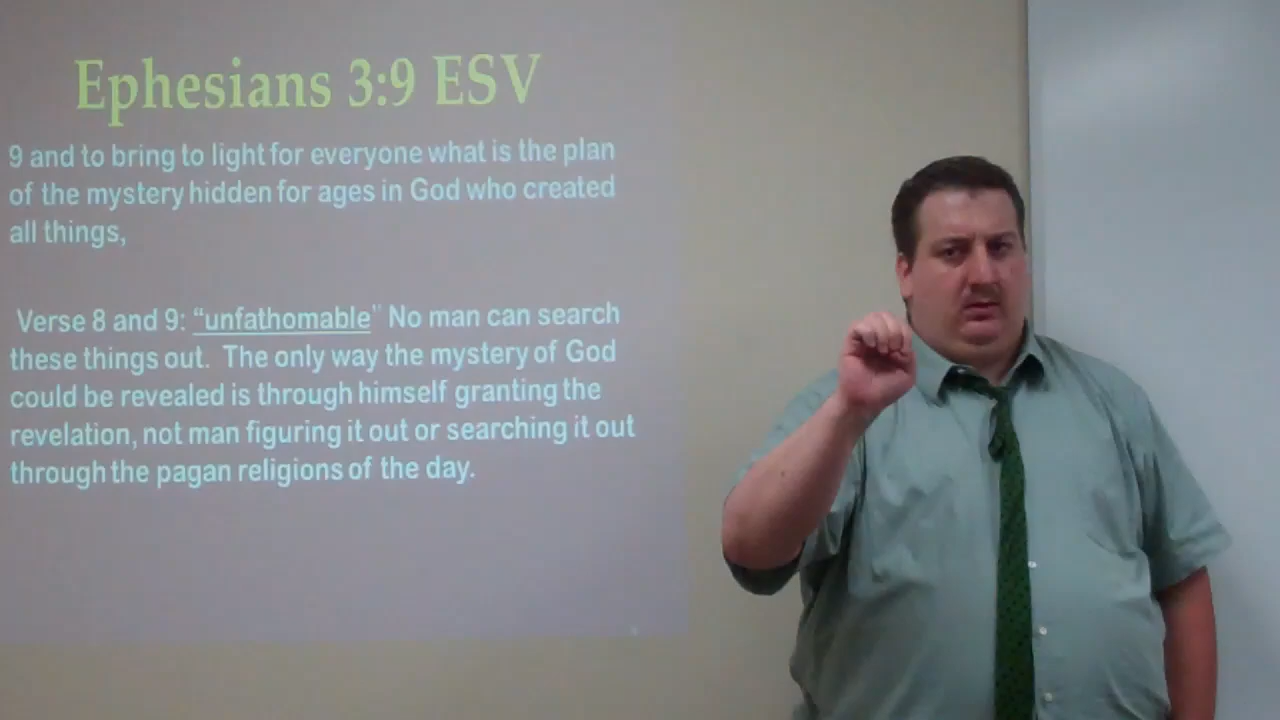 Ephesians 3:9 ESV
9 and to bring to light for everyone what is the plan
of the mystery hidden for ages in God who created
all things,
Verse 8 and 9: “unfathomable” No man can search
these things out. The only way the mystery of God
could be revealed is through himself granting the
revelation, not man figuring it out or searching it out
through the pagan religions of the day.